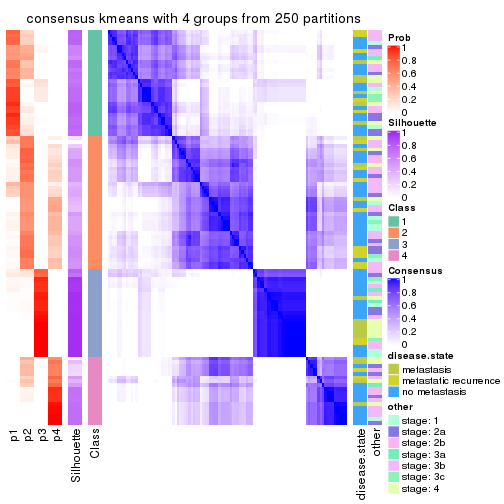 consensus kmeans with 4 groups from 250 partitions
Prob
1
0.8
0.6
0.4
0.2
0
Silhouette
1
0.8
0.6
0.4
0.2
0
Class
1
2
3
4
Consensus
1
0.8
0.6
0.4
0.2
0
disease.state
metastasis
metastatic recurrence
no metastasis
other
stage: 1
stage: 2a
stage: 2b
stage: 3a
stage: 3b
stage: 3c
stage: 4
p1
p2
p3
p4
Silhouette
Class
disease.state
other